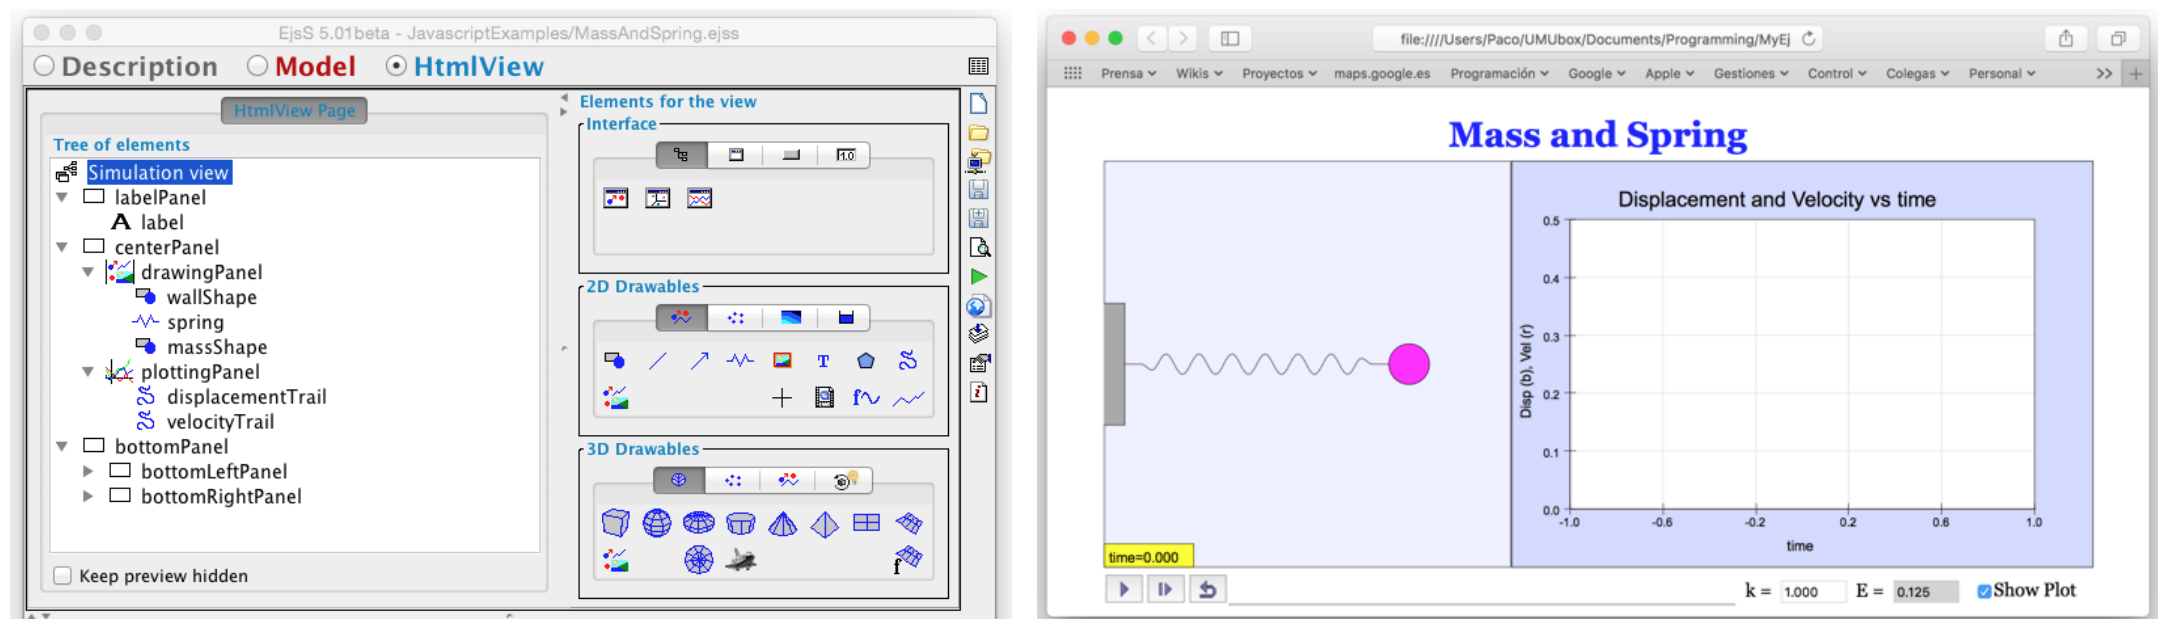 EjsS 5.01beta - JavascriptExamples/MassAndSpring.ejss
Description Model HtmlView
HtmlView Page
Tree of elements
Simulation view
labelPanel
A label
centerPanel
drawingPanel
wallShape
spring
massShape
plottingPanel
displacementTrail
velocityTrail
bottomPanel
bottomLeftPanel
bottomRightPanel
Keep preview hidden
Elements for the view
Interface
1.0
2D Drawables
T
f
3D Drawables
f
file:////Users/Paco/UMUbox/Documents/Programming/MyEj
Prensa Wikis Proyectos maps.google.es Programación Google Apple Gestiones Control Colegas Personal >> +
Mass and Spring
time=0.000
Displacement and Velocity vs time
Disp (b), Vel (r)
0.5
0.4
0.3
0.2
0.1
0.0
-1.0 -0.6 -0.2 0.2 0.6 1.0
time
k = 1.000 E = 0.125 Show Plot